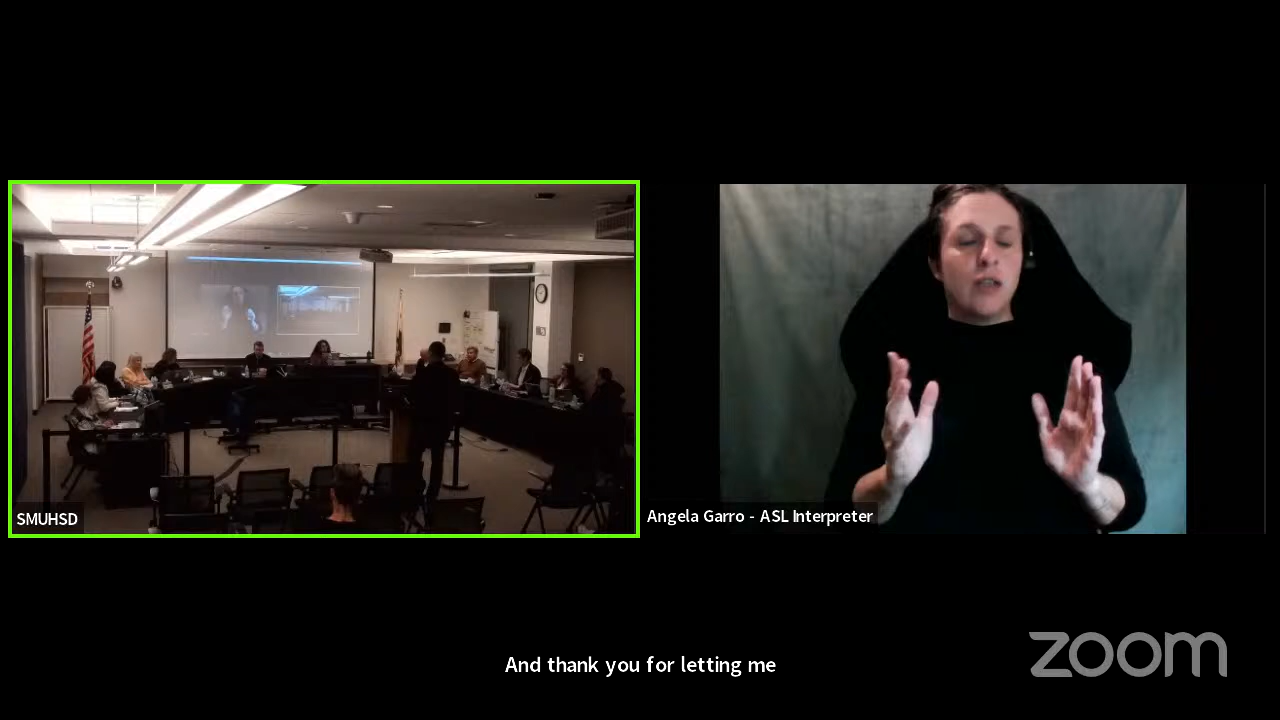 SMUHSD
Angela Garro - ASL Interpreter
And thank you for letting me
zoom